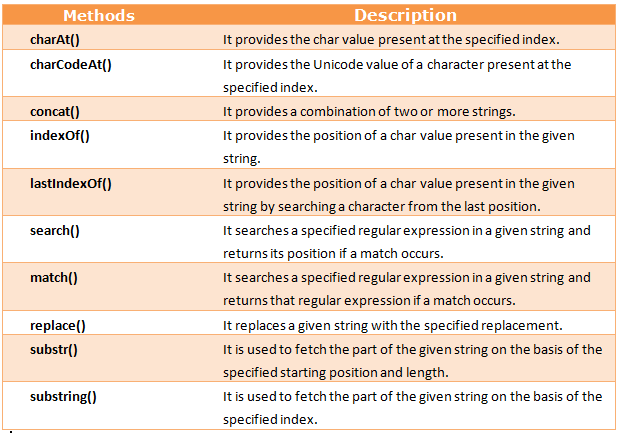 Methods Description
charAt() It provides the char value present at the specified index.
charCodeAt() It provides the Unicode value of a character present at the
specified index.
concat() It provides a combination of two or more strings.
indexOf() It provides the position of a char value present in the given
string.
lastIndexOf() It provides the position of a char value present in the given
string by searching a character from the last position.
search() It searches a specified regular expression in a given string and
returns its position if a match occurs.
match() It searches a specified regular expression in a given string and
returns that regular expression if a match occurs.
replace() It replaces a given string with the specified replacement.
substr() It is used to fetch the part of the given string on the basis of the
specified starting position and length.
substring() It is used to fetch the part of the given string on the basis of the
specified index.